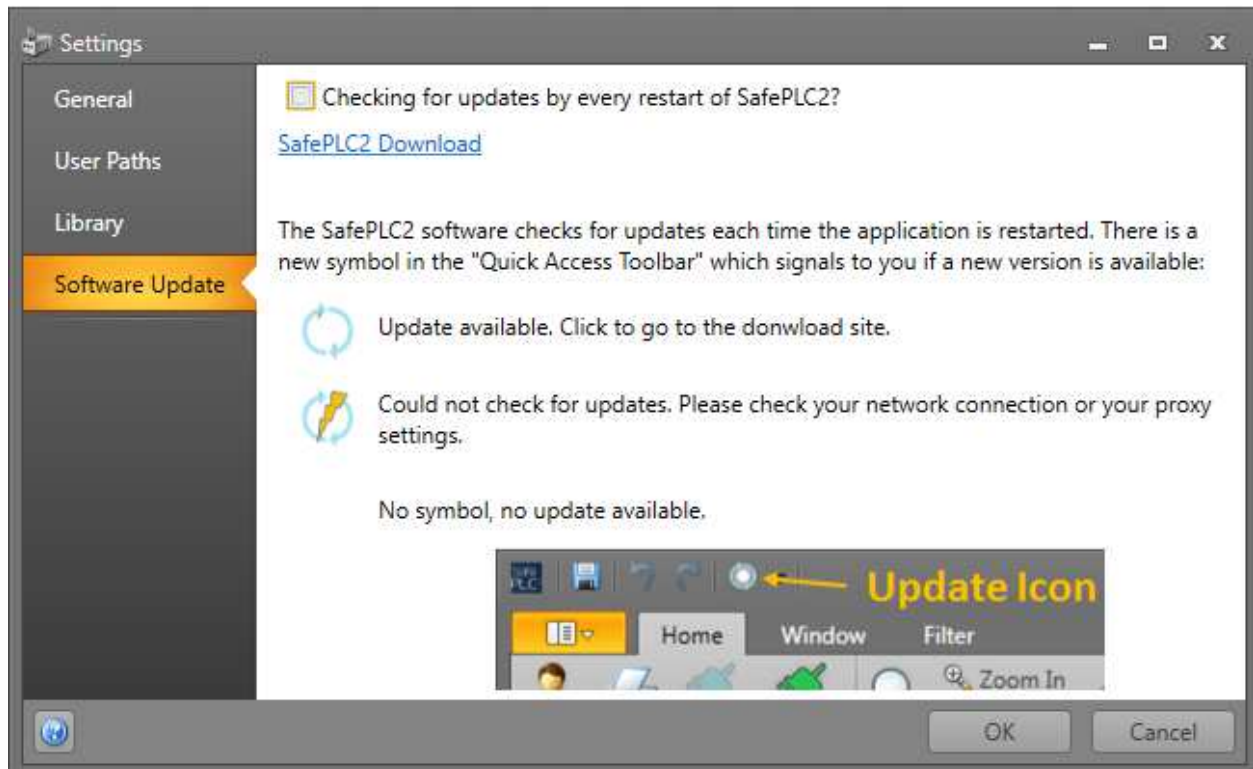 Settings
General
User Paths
Library
Software Update
Checking for updates by every restart of SafePLC2?
SafePLC2 Download
The SafePLC2 software checks for updates each time the application is restarted. There is a
new symbol in the "Quick Access Toolbar" which signals to you if a new version is available:
Update available. Click to go to the donwload site.
Could not check for updates. Please check your network connection or your proxy
settings.
No symbol, no update available.
Update Icon
Home Window Filter
Zoom In
OK Cancel